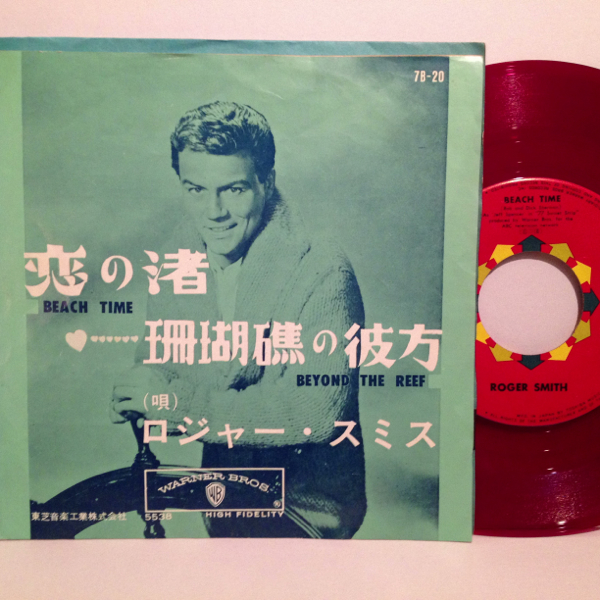 7B-20
恋の渚
BEACH TIME
♥……珊瑚礁の彼方
BEYOND THE REEF
(唄)
ロジャー・スミス
WARNER BROS.
WB
®
HIGH FIDELITY
東芝音楽工業株式会社
5538
BEACH TIME
ROGER SMITH